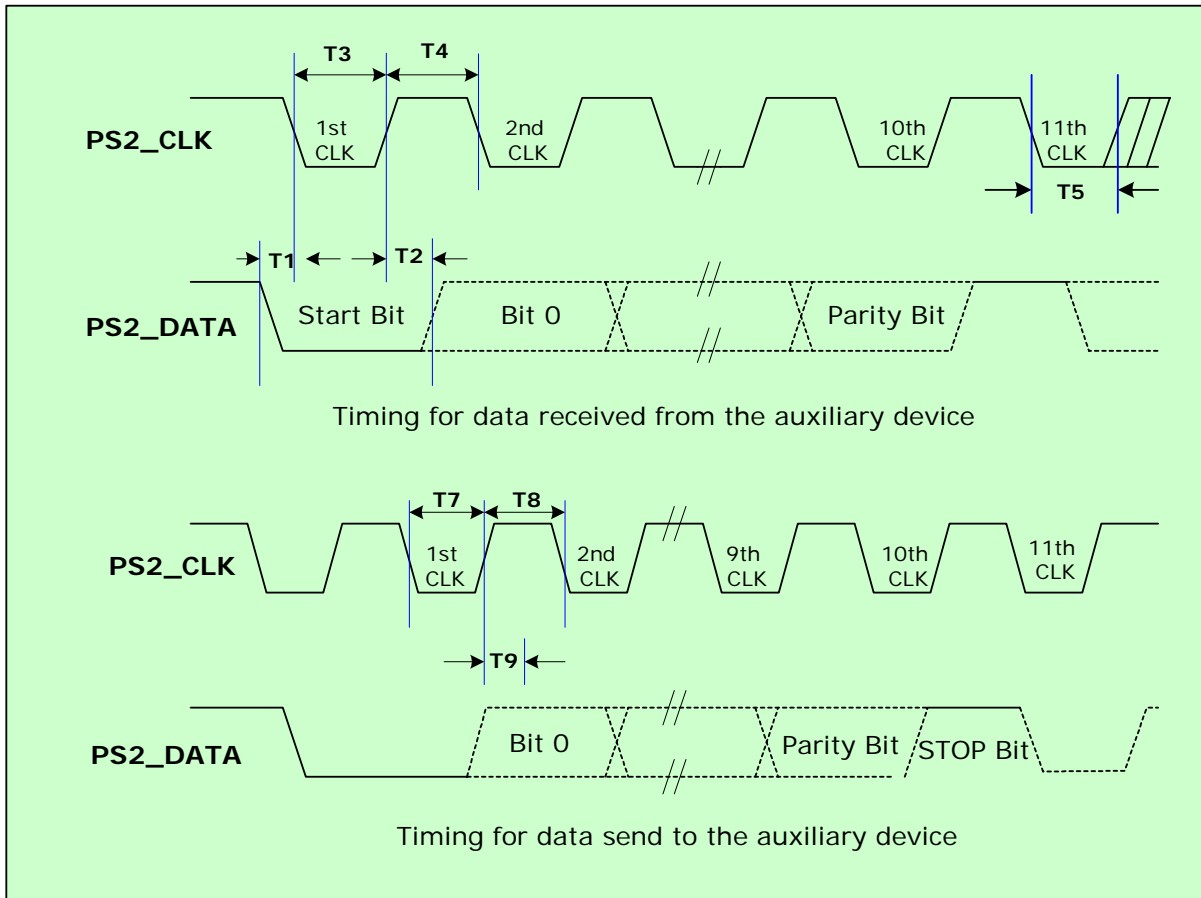 T3 T4
PS2_CLK
1st
CLK
2nd
CLK
10th
CLK
11th
CLK
T5
T1 T2
PS2_DATA
Start Bit Bit 0 Parity Bit
Timing for data received from the auxiliary device
T7 T8
PS2_CLK
1st
CLK
2nd
CLK
9th
CLK
10th
CLK
11th
CLK
T9
PS2_DATA
Bit 0 Parity Bit STOP Bit
Timing for data send to the auxiliary device